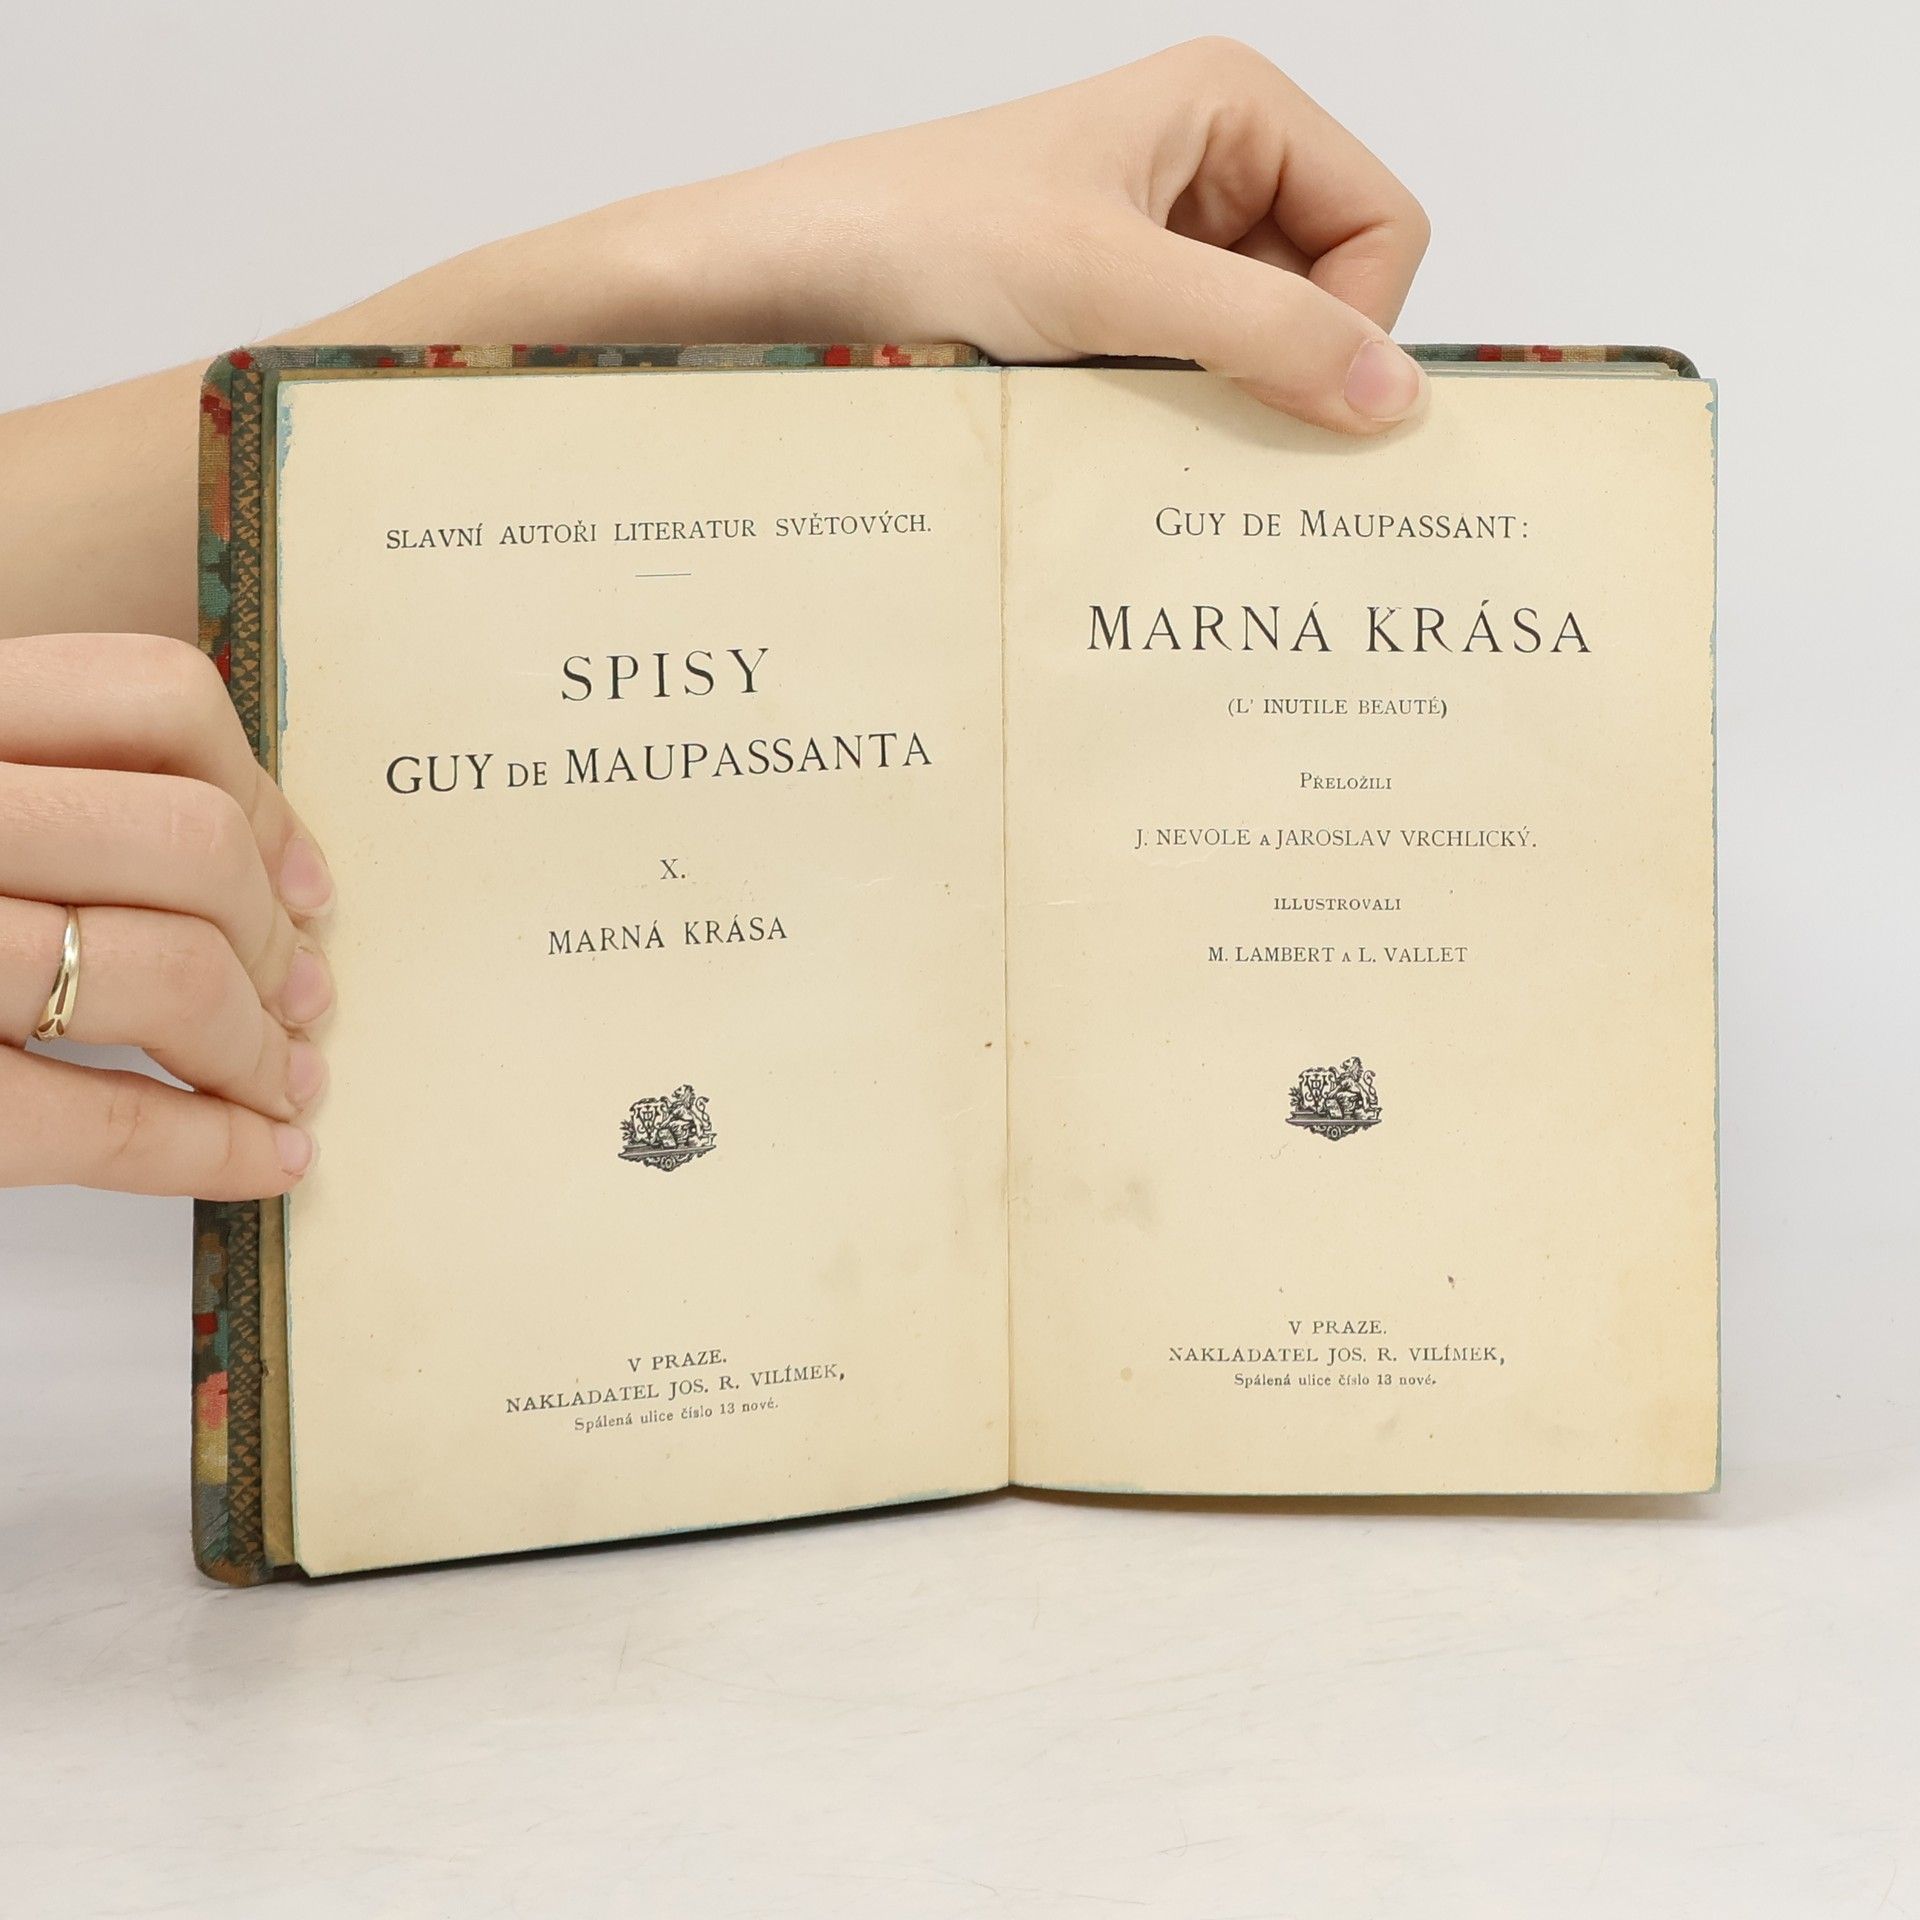 SLAVNÍ AUTOŘI LITERATUR SVĚTOVÝCH.
SPISY
GUY DE MAUPASSANTA
X.
MARNÁ KRÁSA
V PRAZE.
NAKLADATEL JOS. R. VILÍMEK,
Spálená ulice číslo 13 nové.
GUY DE MAUPASSANT:
MARNÁ KRÁSA
(L' INUTILE BEAUTÉ)
PŘELOŽILI
J. NEVOLE A JAROSLAV VRCHLICKÝ.
ILLUSTROVALI
M. LAMBERT A L. VALLET
V PRAZE.
NAKLADATEL JOS. R. VILÍMEK,
Spálená ulice číslo 13 nové.